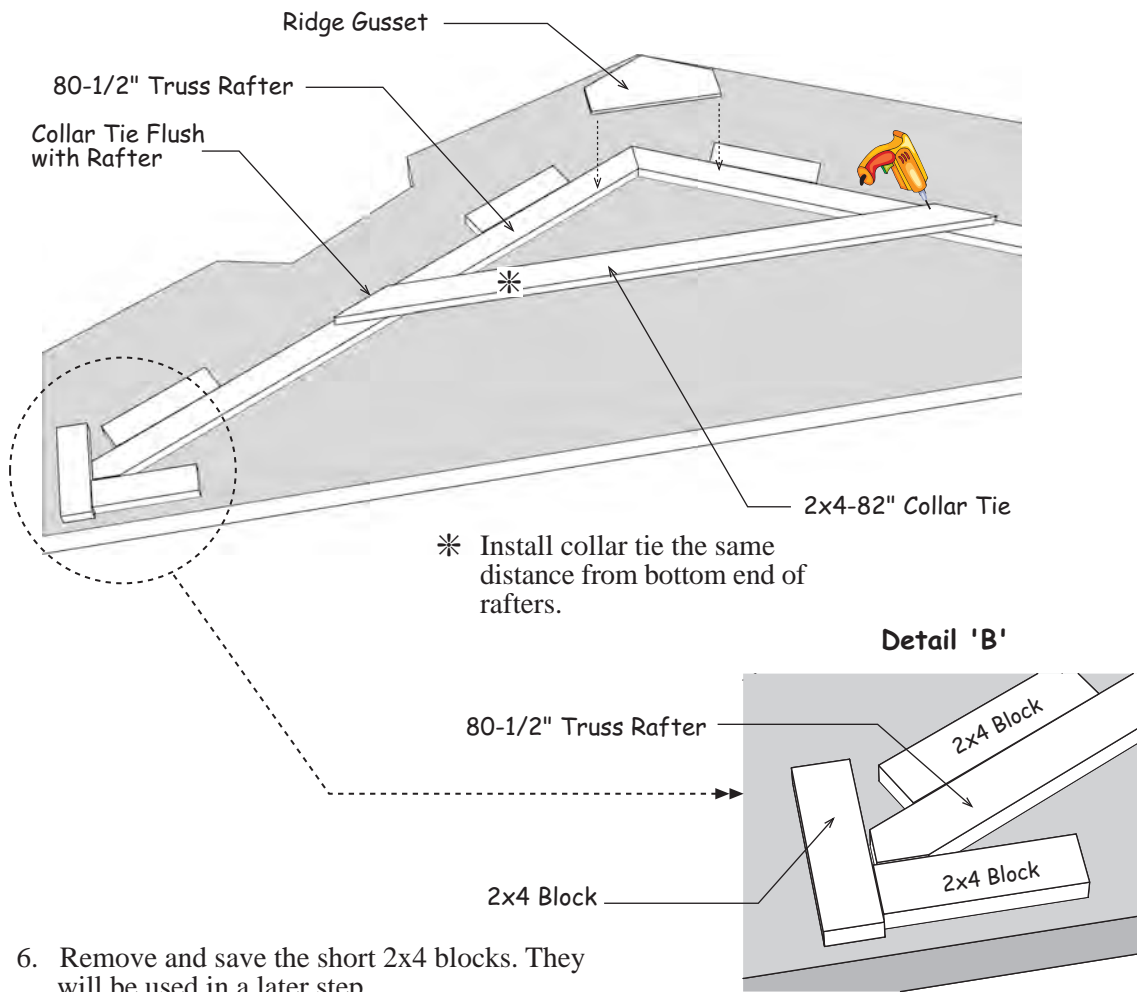 Ridge Gusset
80-1/2" Truss Rafter
Collar Tie Flush
with Rafter
2x4-82" Collar Tie
✳ Install collar tie the same
distance from bottom end of
rafters.
Detail 'B'
80-1/2" Truss Rafter
2x4 Block
2x4 Block
2x4 Block
6. Remove and save the short 2x4 blocks. They
will be used in a later step